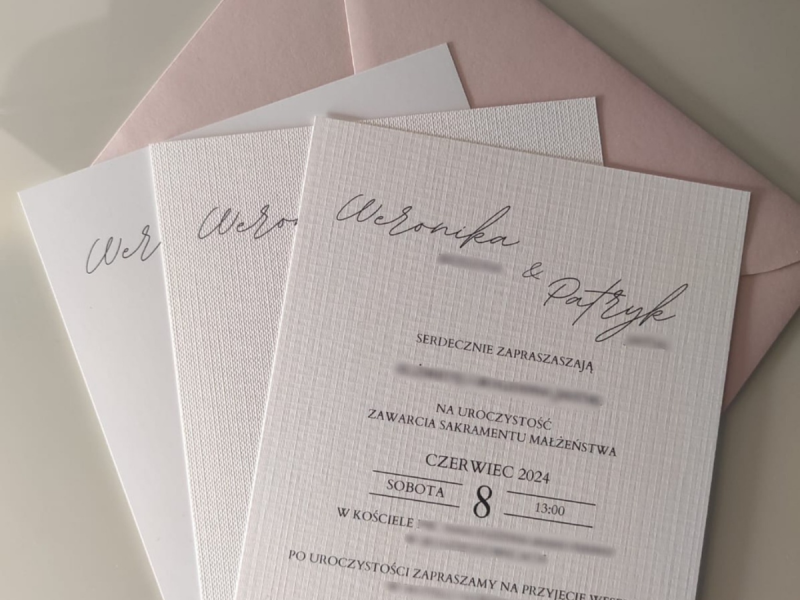 Wer
Wero
Weronika
&
Patryk
SERDECZNIE ZAPRASZASZAJĄ
NA UROCZYSTOŚĆ
ZAWARCIA SAKRAMENTU MAŁŻEŃSTWA
CZERWIEC 2024
SOBOTA 8 13:00
W KOŚCIELE
PO UROCZYSTOŚCI ZAPRASZAMY NA PRZYJĘCIE